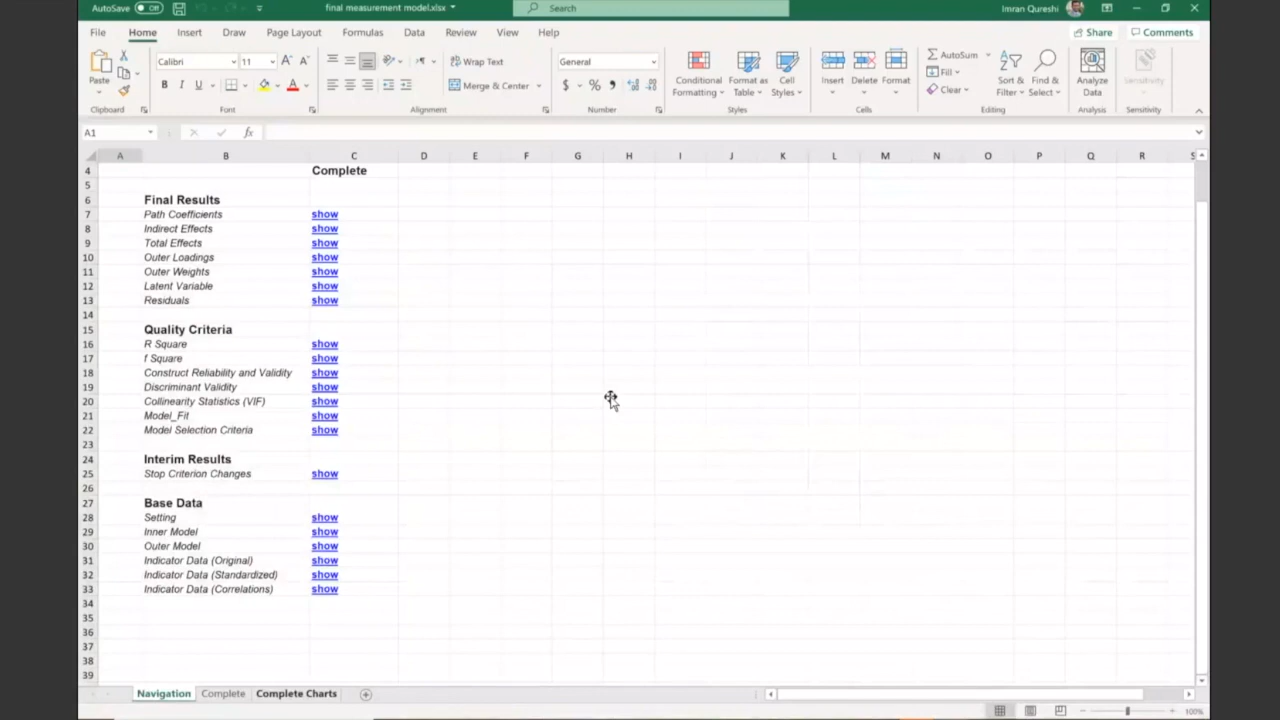 AutoSave Off final measurement model.xlsx Search Imran Qureshi
File Home Insert Draw Page Layout Formulas Data Review View Help Share Comments
Paste Calibri 11 A A Wrap Text General Conditional Format as Cell Insert Delete Format AutoSum Sort & Find & Analyze Sensitivity
B I U A Merge & Center $ % 9 Formatting Table Styles Fill Filter Select Data
Clear
Clipboard Font Alignment Number Styles Cells Editing Analysis Sensitivity
A1 fx
A B C D E F G H I J K L M N O P Q R S
4 Complete
5
6 Final Results
7 Path Coefficients show
8 Indirect Effects show
9 Total Effects show
10 Outer Loadings show
11 Outer Weights show
12 Latent Variable show
13 Residuals show
14
15 Quality Criteria
16 R Square show
17 f Square show
18 Construct Reliability and Validity show
19 Discriminant Validity show
20 Collinearity Statistics (VIF) show
21 Model_Fit show
22 Model Selection Criteria show
23
24 Interim Results
25 Stop Criterion Changes show
26
27 Base Data
28 Setting show
29 Inner Model show
30 Outer Model show
31 Indicator Data (Original) show
32 Indicator Data (Standardized) show
33 Indicator Data (Correlations) show
34
35
36
37
38
39
Navigation Complete Complete Charts
100%